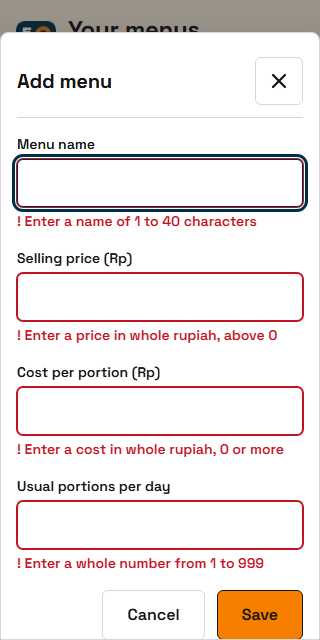 Your menus
Add menu
Menu name
! Enter a name of 1 to 40 characters
Selling price (Rp)
! Enter a price in whole rupiah, above 0
Cost per portion (Rp)
! Enter a cost in whole rupiah, 0 or more
Usual portions per day
! Enter a whole number from 1 to 999
Cancel
Save